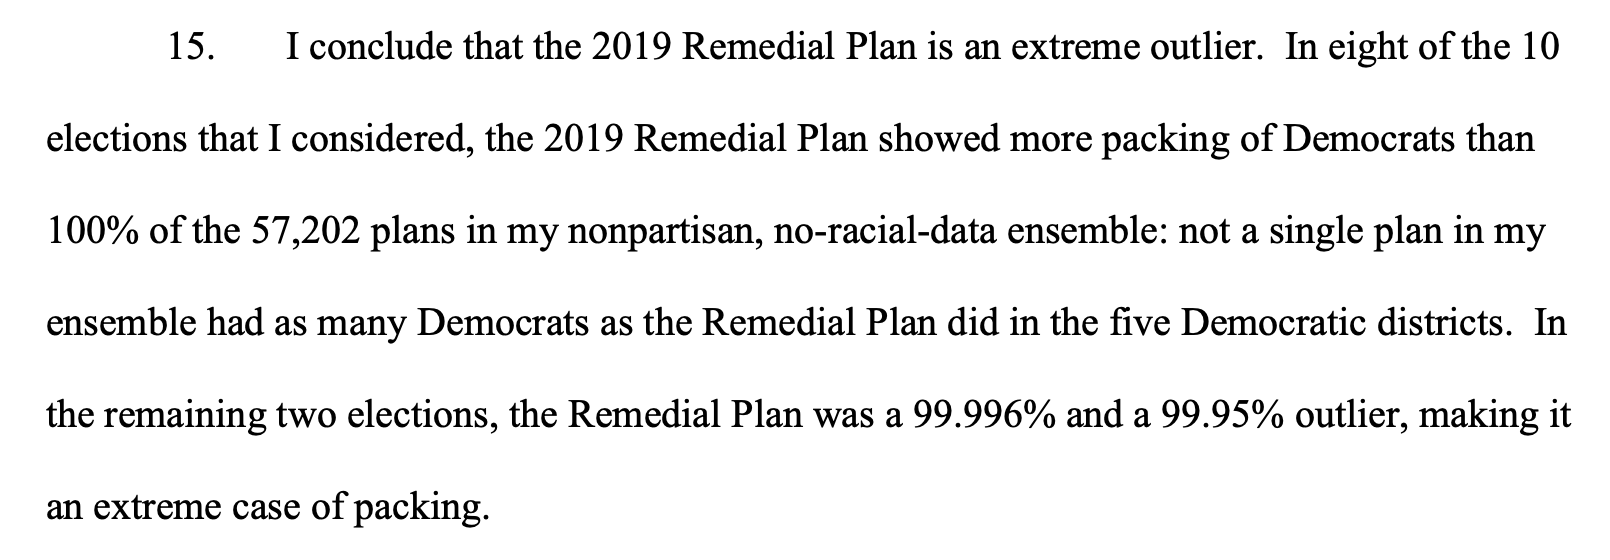 15. I conclude that the 2019 Remedial Plan is an extreme outlier. In eight of the 10
elections that I considered, the 2019 Remedial Plan showed more packing of Democrats than
100% of the 57,202 plans in my nonpartisan, no-racial-data ensemble: not a single plan in my
ensemble had as many Democrats as the Remedial Plan did in the five Democratic districts. In
the remaining two elections, the Remedial Plan was a 99.996% and a 99.95% outlier, making it
an extreme case of packing.